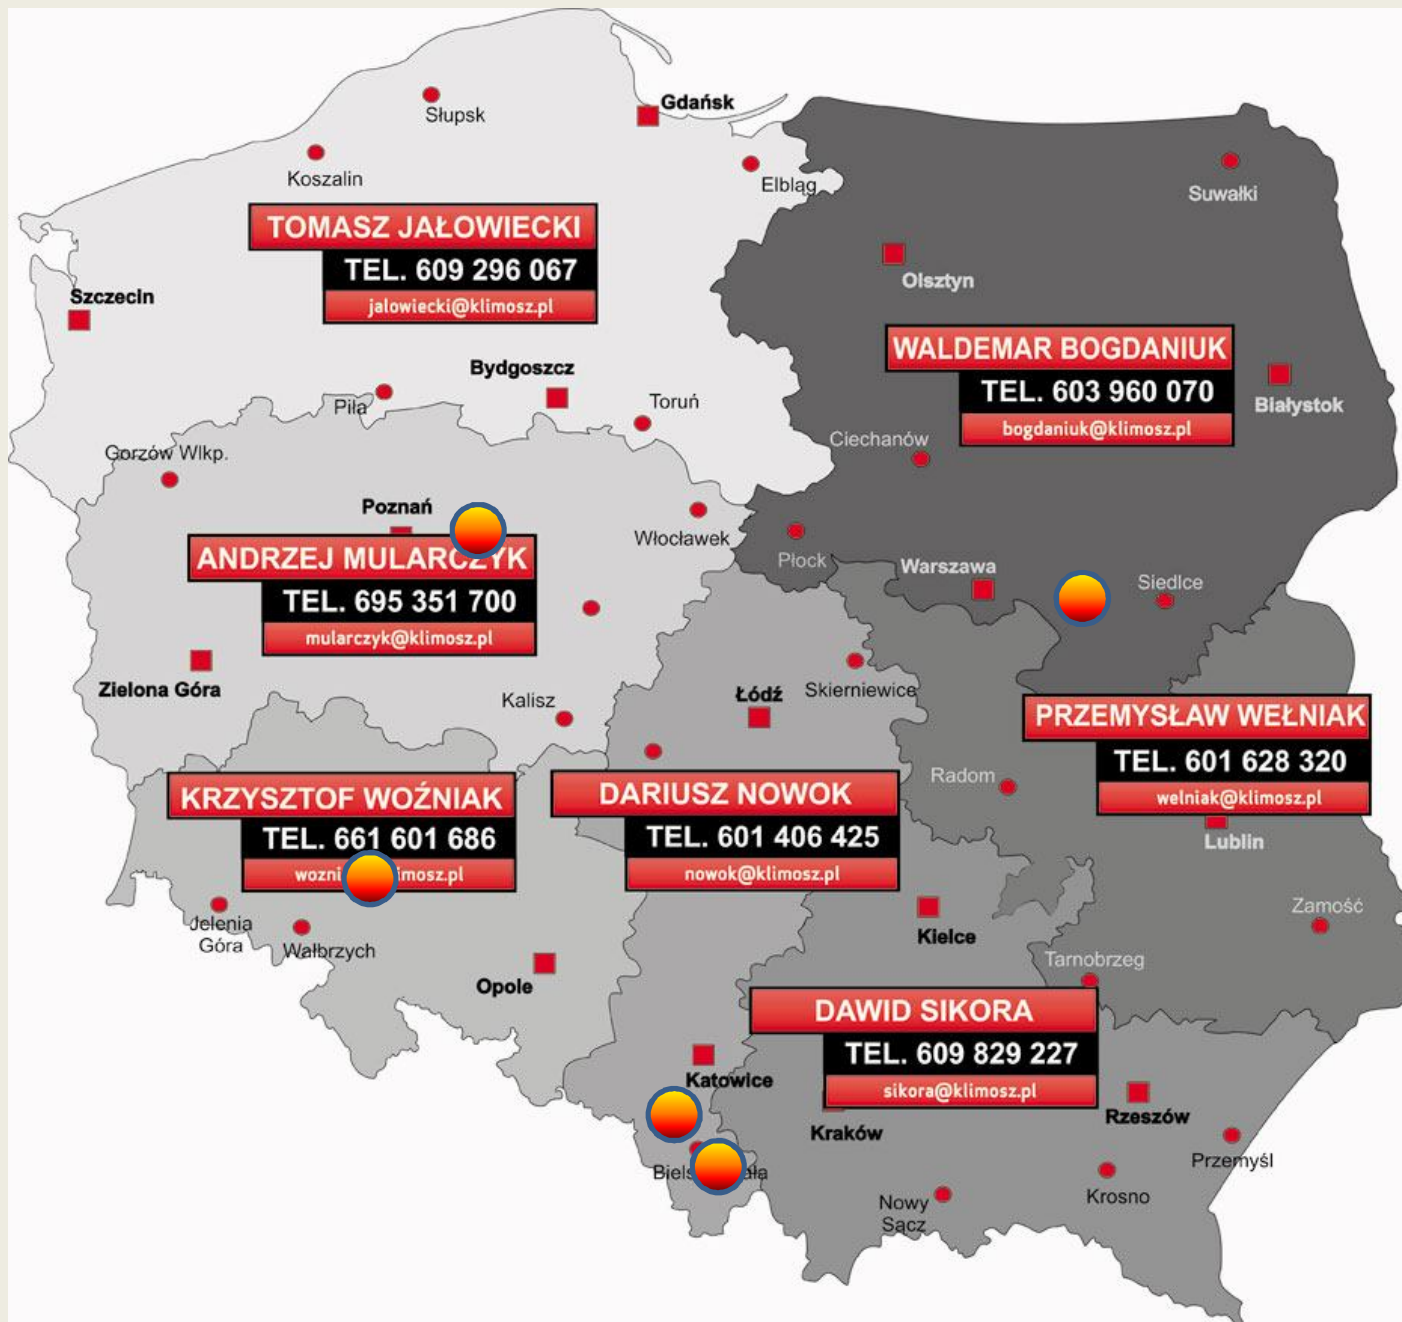 Słupsk
Gdańsk
Koszalin
Elbląg
Suwałki
TOMASZ JAŁOWIECKI
TEL. 609 296 067
jalowiecki@klimosz.pl
Olsztyn
Szczecin
WALDEMAR BOGDANIUK
TEL. 603 960 070
bogdaniuk@klimosz.pl
Bydgoszcz
Piła
Toruń
Białystok
Gorzów Wlkp.
Ciechanów
Poznań
Włocławek
Płock
Warszawa
Siedlce
ANDRZEJ MULARCZYK
TEL. 695 351 700
mularczyk@klimosz.pl
Zielona Góra
Kalisz
Łódź
Skierniewice
PRZEMYSŁAW WEŁNIAK
TEL. 601 628 320
welniak@klimosz.pl
Radom
Lublin
KRZYSZTOF WOŹNIAK
TEL. 661 601 686
DARIUSZ NOWOK
TEL. 601 406 425
nowok@klimosz.pl
Jelenia
Góra
Wałbrzych
Kielce
Zamość
Tarnobrzeg
Opole
DAWID SIKORA
TEL. 609 829 227
sikora@klimosz.pl
Katowice
Kraków
Rzeszów
Przemyśl
Krosno
Nowy
Sącz